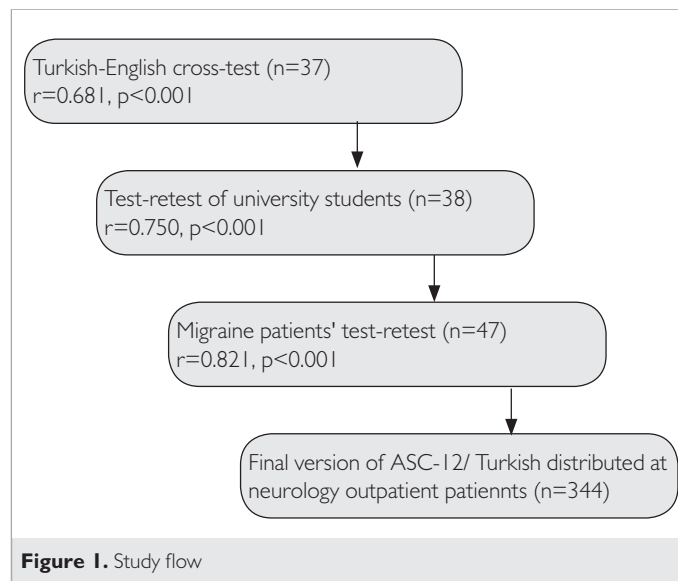 Turkish-English cross-test (n=37)
r=0.681, p<0.001
Test-retest of university students (n=38)
r=0.750, p<0.001
Migraine patients' test-retest (n=47)
r=0.821, p<0.001
Final version of ASC-12/ Turkish distributed at
neurology outpatient patiennts (n=344)
Figure 1. Study flow